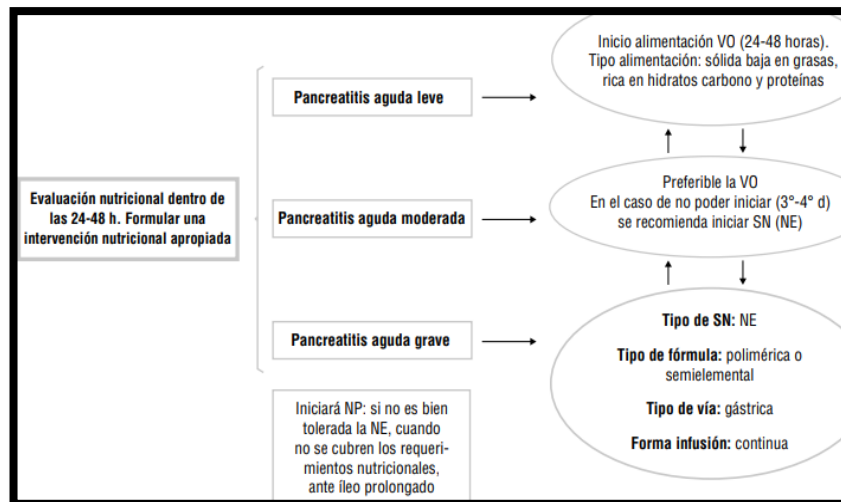 Inicio alimentación VO (24-48 horas).
Tipo alimentación: sólida baja en grasas,
rica en hidratos carbono y proteínas
Pancreatitis aguda leve
Evaluación nutricional dentro de
las 24-48 h. Formular una
intervención nutricional apropiada
Preferible la VO
En el caso de no poder iniciar (3°-4° d)
se recomienda iniciar SN (NE)
Pancreatitis aguda moderada
Pancreatitis aguda grave
Tipo de SN: NE
Tipo de fórmula: polimérica o
semielemental
Tipo de vía: gástrica
Forma infusión: continua
Iniciará NP: si no es bien
tolerada la NE, cuando
no se cubren los requeri-
mientos nutricionales,
ante íleo prolongado